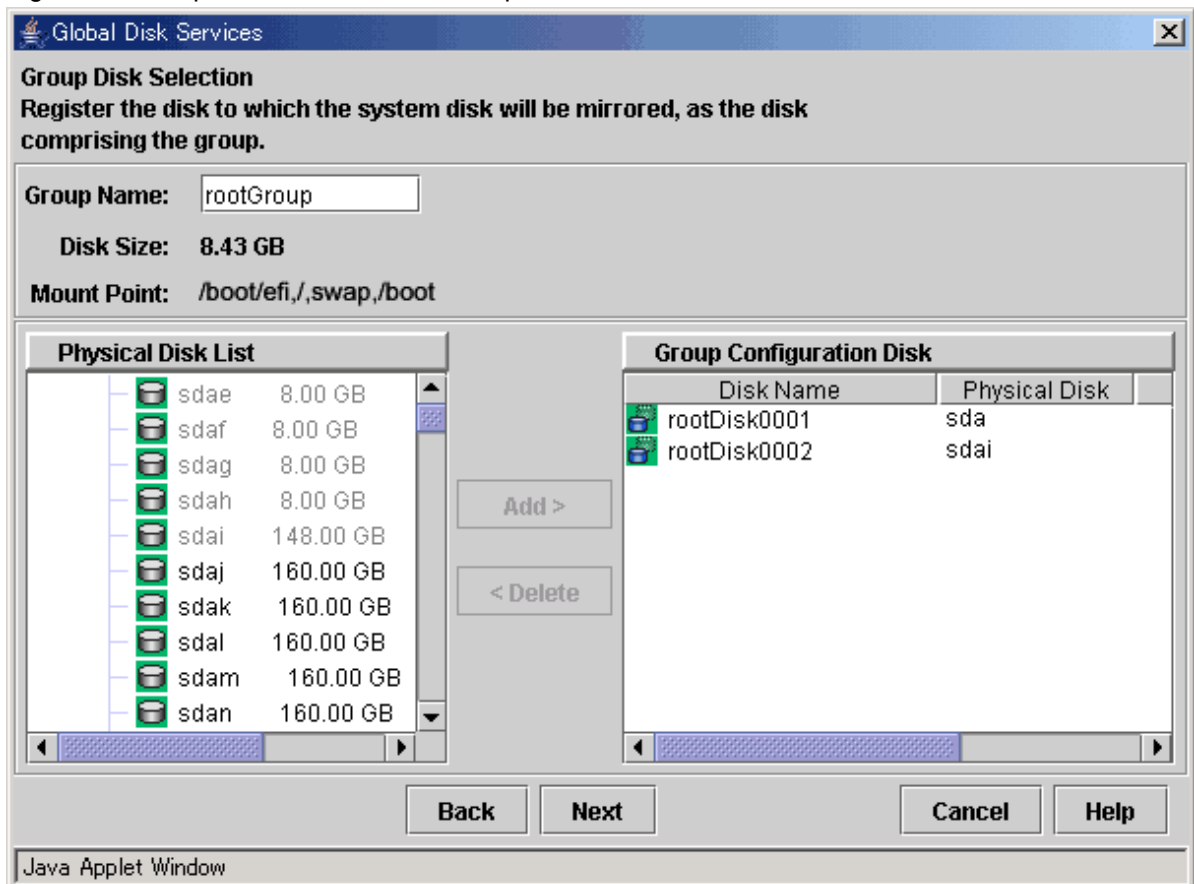 Global Disk Services
Group Disk Selection
Register the disk to which the system disk will be mirrored, as the disk
comprising the group.
Group Name: rootGroup
Disk Size: 8.43 GB
Mount Point: /boot/efi,/,swap,/boot
Physical Disk List
sdae 8.00 GB
sdaf 8.00 GB
sdag 8.00 GB
sdah 8.00 GB
sdai 148.00 GB
sdaj 160.00 GB
sdak 160.00 GB
sdal 160.00 GB
sdam 160.00 GB
sdan 160.00 GB
Add >
< Delete
Group Configuration Disk
Disk Name Physical Disk
rootDisk0001 sda
rootDisk0002 sdai
Back Next Cancel Help
Java Applet Window